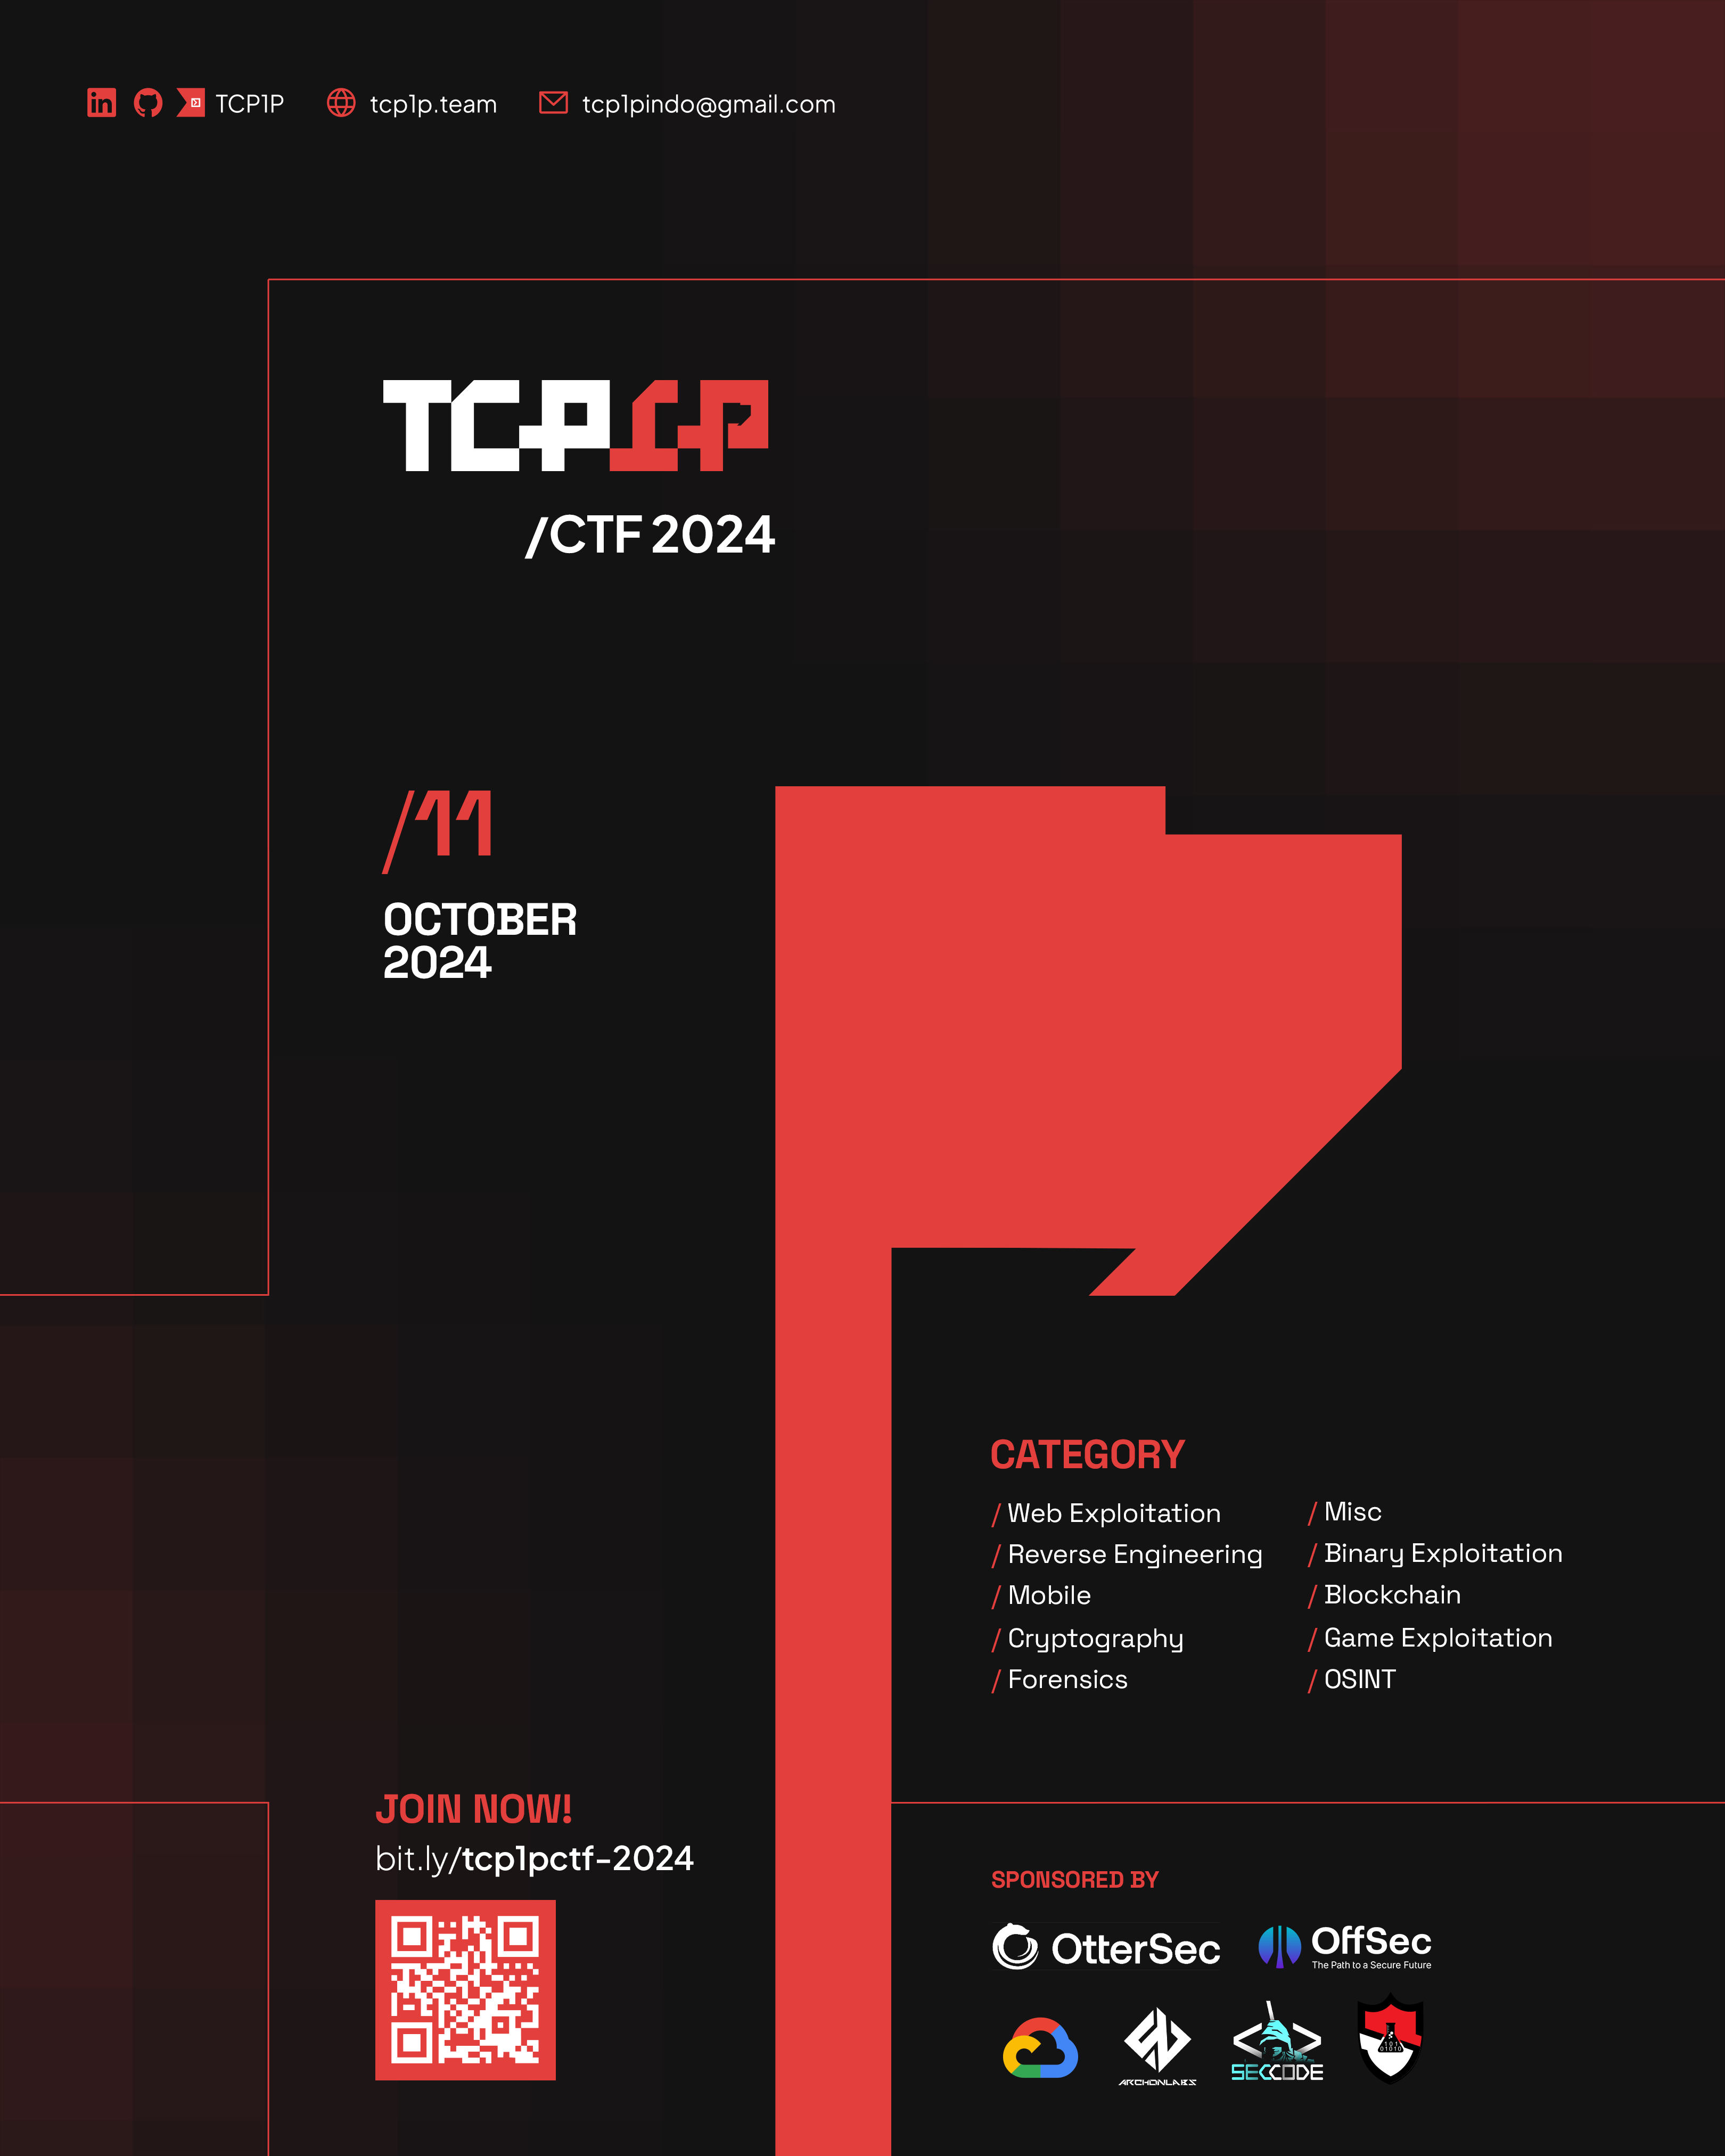 TCP1P
tcp1p.team
tcp1pindo@gmail.com
TCP1P
/CTF 2024
/11
OCTOBER
2024
CATEGORY
/ Web Exploitation
/ Reverse Engineering
/ Mobile
/ Cryptography
/ Forensics
/ Misc
/ Binary Exploitation
/ Blockchain
/ Game Exploitation
/ OSINT
JOIN NOW!
bit.ly/tcp1pctf-2024
SPONSORED BY
OtterSec
OffSec
The Path to a Secure Future
ARCHONLABS
SECCODE